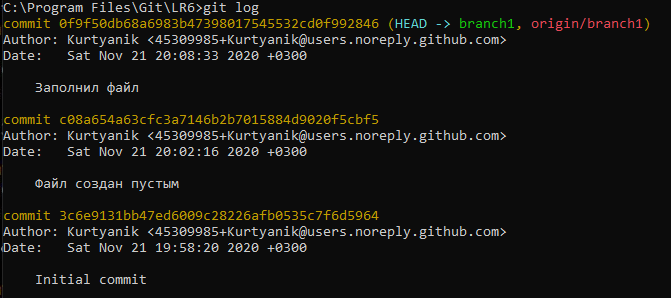 C:\Program Files\Git\LR6>git log
commit 0f9f50db68a6983b47398017545532cd0f992846 (HEAD -> branch1, origin/branch1)
Author: Kurtyanik <45309985+Kurtyanik@users.noreply.github.com>
Date:   Sat Nov 21 20:08:33 2020 +0300
Заполнил файл
commit c08a654a63cfc3a7146b2b7015884d9020f5cbf5
Author: Kurtyanik <45309985+Kurtyanik@users.noreply.github.com>
Date:   Sat Nov 21 20:02:16 2020 +0300
Файл создан пустым
commit 3c6e9131bb47ed6009c28226afb0535c7f6d5964
Author: Kurtyanik <45309985+Kurtyanik@users.noreply.github.com>
Date:   Sat Nov 21 19:58:20 2020 +0300
Initial commit